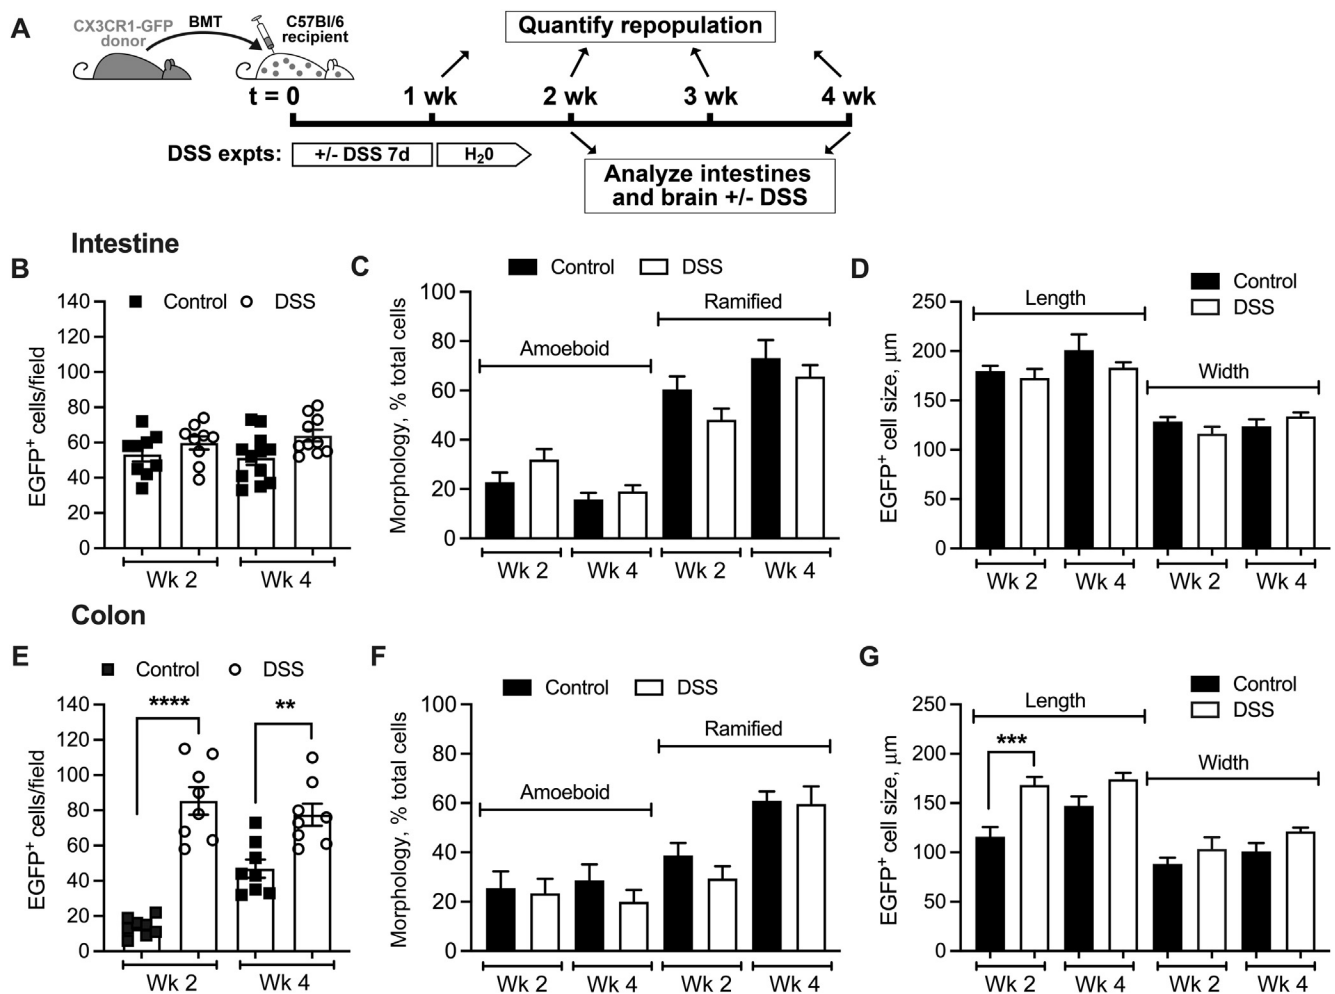 A
CX3CR1-GFP
donor
BMT
C57Bl/6
recipient
Quantify repopulation
t = 0
1 wk
2 wk
3 wk
4 wk
DSS expts:
+/- DSS 7d
H20
Analyze intestines
and brain +/- DSS
Intestine
B
Control
DSS
EGFP+ cells/field
140
120
100
80
60
40
20
0
Wk 2
Wk 4
C
Control
DSS
Morphology, % total cells
100
80
60
40
20
0
Amoeboid
Ramified
Wk 2
Wk 4
Wk 2
Wk 4
D
Control
DSS
EGFP+ cell size, µm
250
200
150
100
50
0
Length
Width
Wk 2
Wk 4
Wk 2
Wk 4
Colon
E
Control
DSS
EGFP+ cells/field
140
120
100
80
60
40
20
0
****
**
Wk 2
Wk 4
F
Control
DSS
Morphology, % total cells
100
80
60
40
20
0
Amoeboid
Ramified
Wk 2
Wk 4
Wk 2
Wk 4
G
Control
DSS
EGFP+ cell size, µm
250
200
150
100
50
0
Length
***
Width
Wk 2
Wk 4
Wk 2
Wk 4